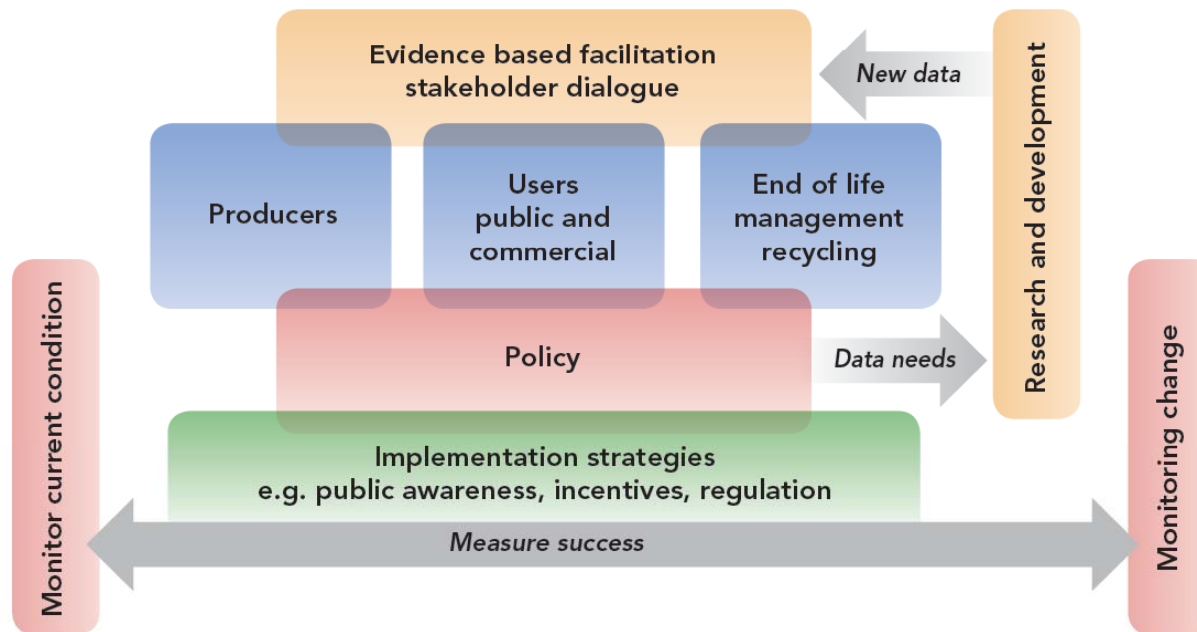 Evidence based facilitation
stakeholder dialogue
New data
Research and development
Producers
Users
public and
commercial
End of life
management
recycling
Policy
Data needs
Monitor current condition
Monitoring change
Implementation strategies
e.g. public awareness, incentives, regulation
Measure success